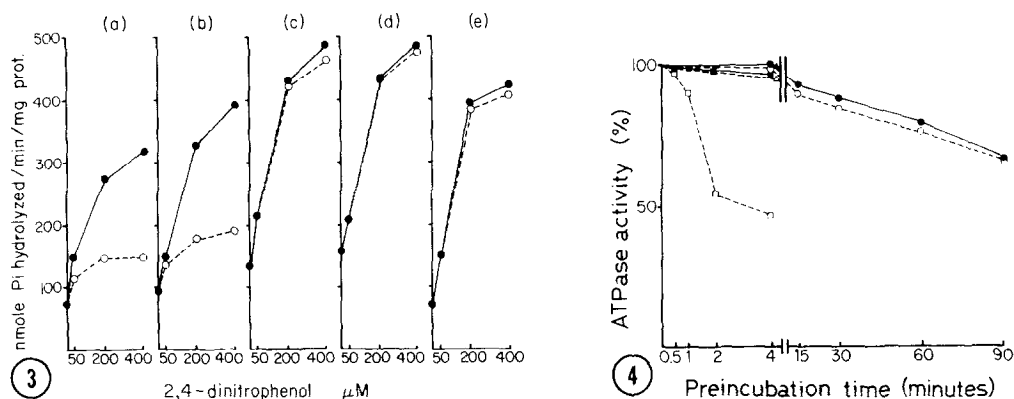 (a) (b) (c) (d) (e)
nmole Pi hydrolyzed/min/mg prot.
500
400
300
200
100
50 200 400 50 200 400 50 200 400 50 200 400 50 200 400
2,4-dinitrophenol μM
3
ATPase activity (%)
100
50
0.5 1 2 4 15 30 60 90
Preincubation time (minutes)
4